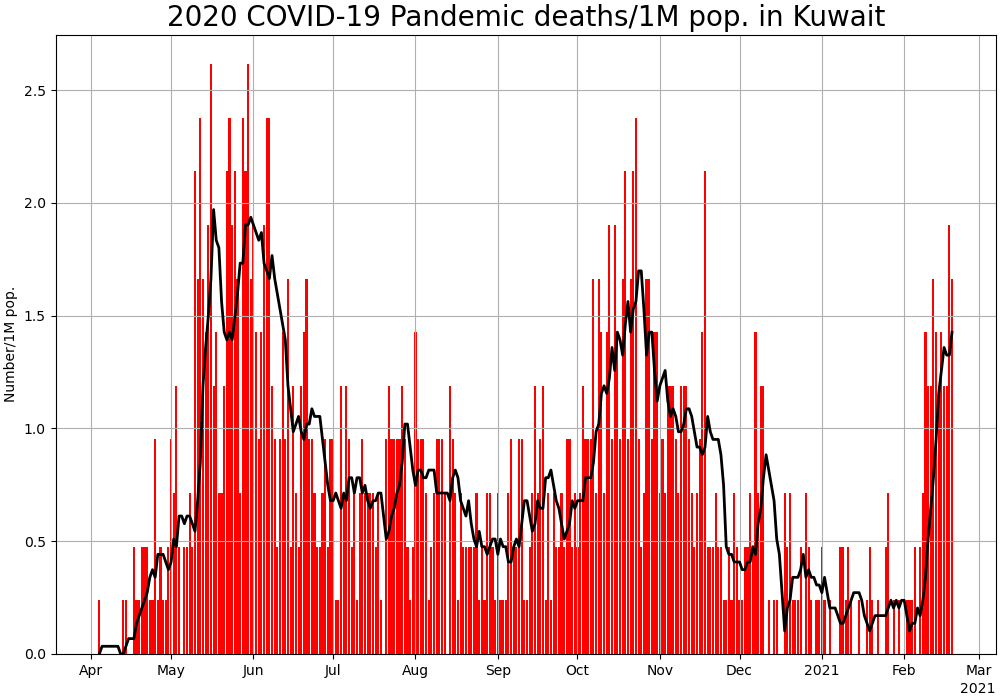 2020 COVID-19 Pandemic deaths/1M pop. in Kuwait
Number/1M pop.
2.5
2.0
1.5
1.0
0.5
0.0
Apr May Jun Jul Aug Sep Oct Nov Dec 2021 Feb Mar
2021